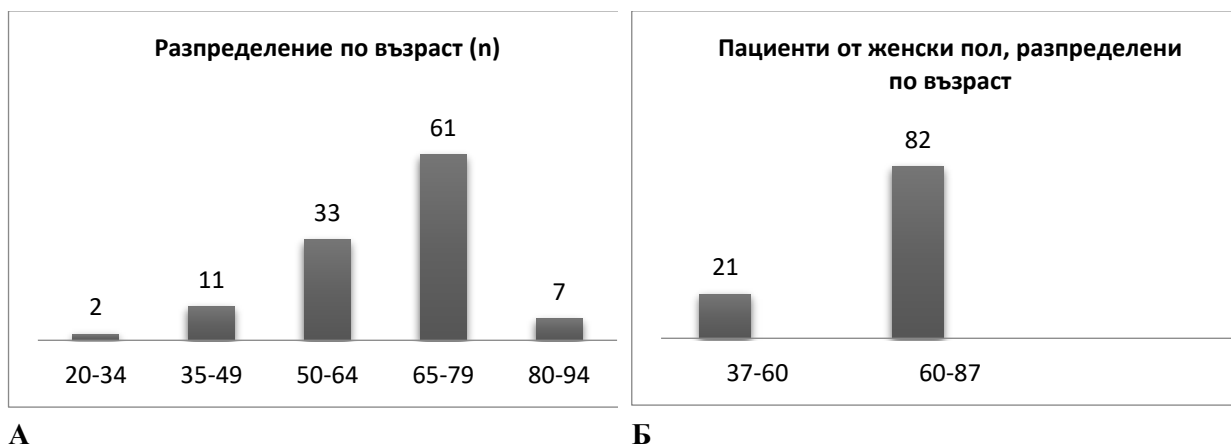 Разпределение по възраст (n)
2
11
33
61
7
20-34
35-49
50-64
65-79
80-94
А
Пациенти от женски пол, разпределени
по възраст
21
82
37-60
60-87
Б